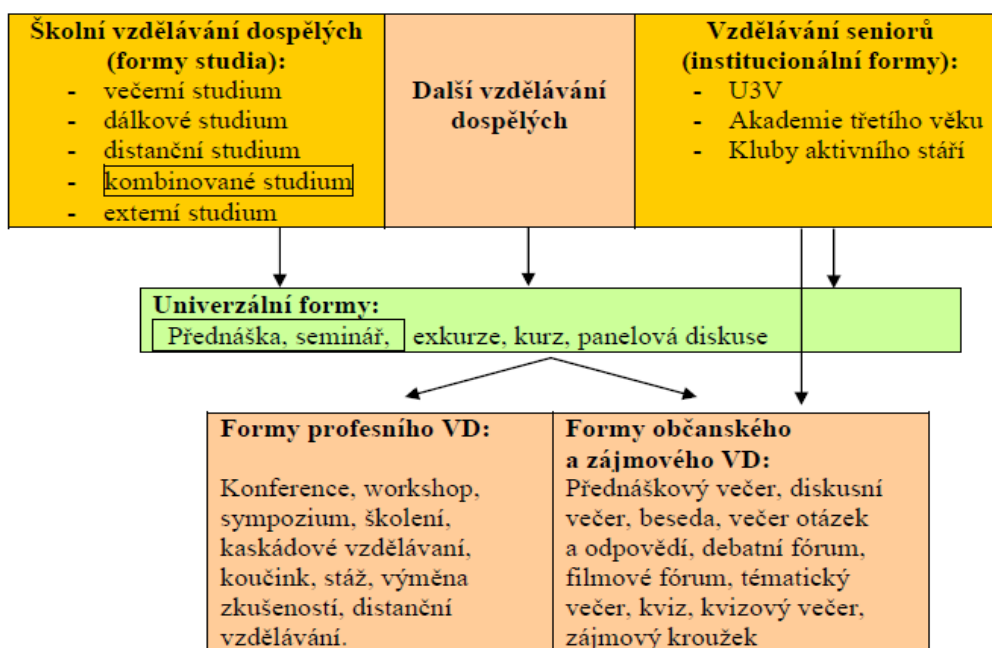 Školní vzdělávání dospělých
(formy studia):
- večerní studium
- dálkové studium
- distanční studium
- kombinované studium
- externí studium
Další vzdělávání
dospělých
Vzdělávání seniorů
(institucionální formy):
- U3V
- Akademie třetího věku
- Kluby aktivního stáří
Univerzální formy:
Přednáška, seminář, exkurze, kurz, panelová diskuse
Formy profesního VD:
Konference, workshop,
sympozium, školení,
kaskádové vzdělávaní,
koučink, stáž, výměna
zkušeností, distanční
vzdělávání.
Formy občanského
a zájmového VD:
Přednáškový večer, diskusní
večer, beseda, večer otázek
a odpovědí, debatní fórum,
filmové fórum, tématický
večer, kviz, kvizový večer,
zájmový kroužek